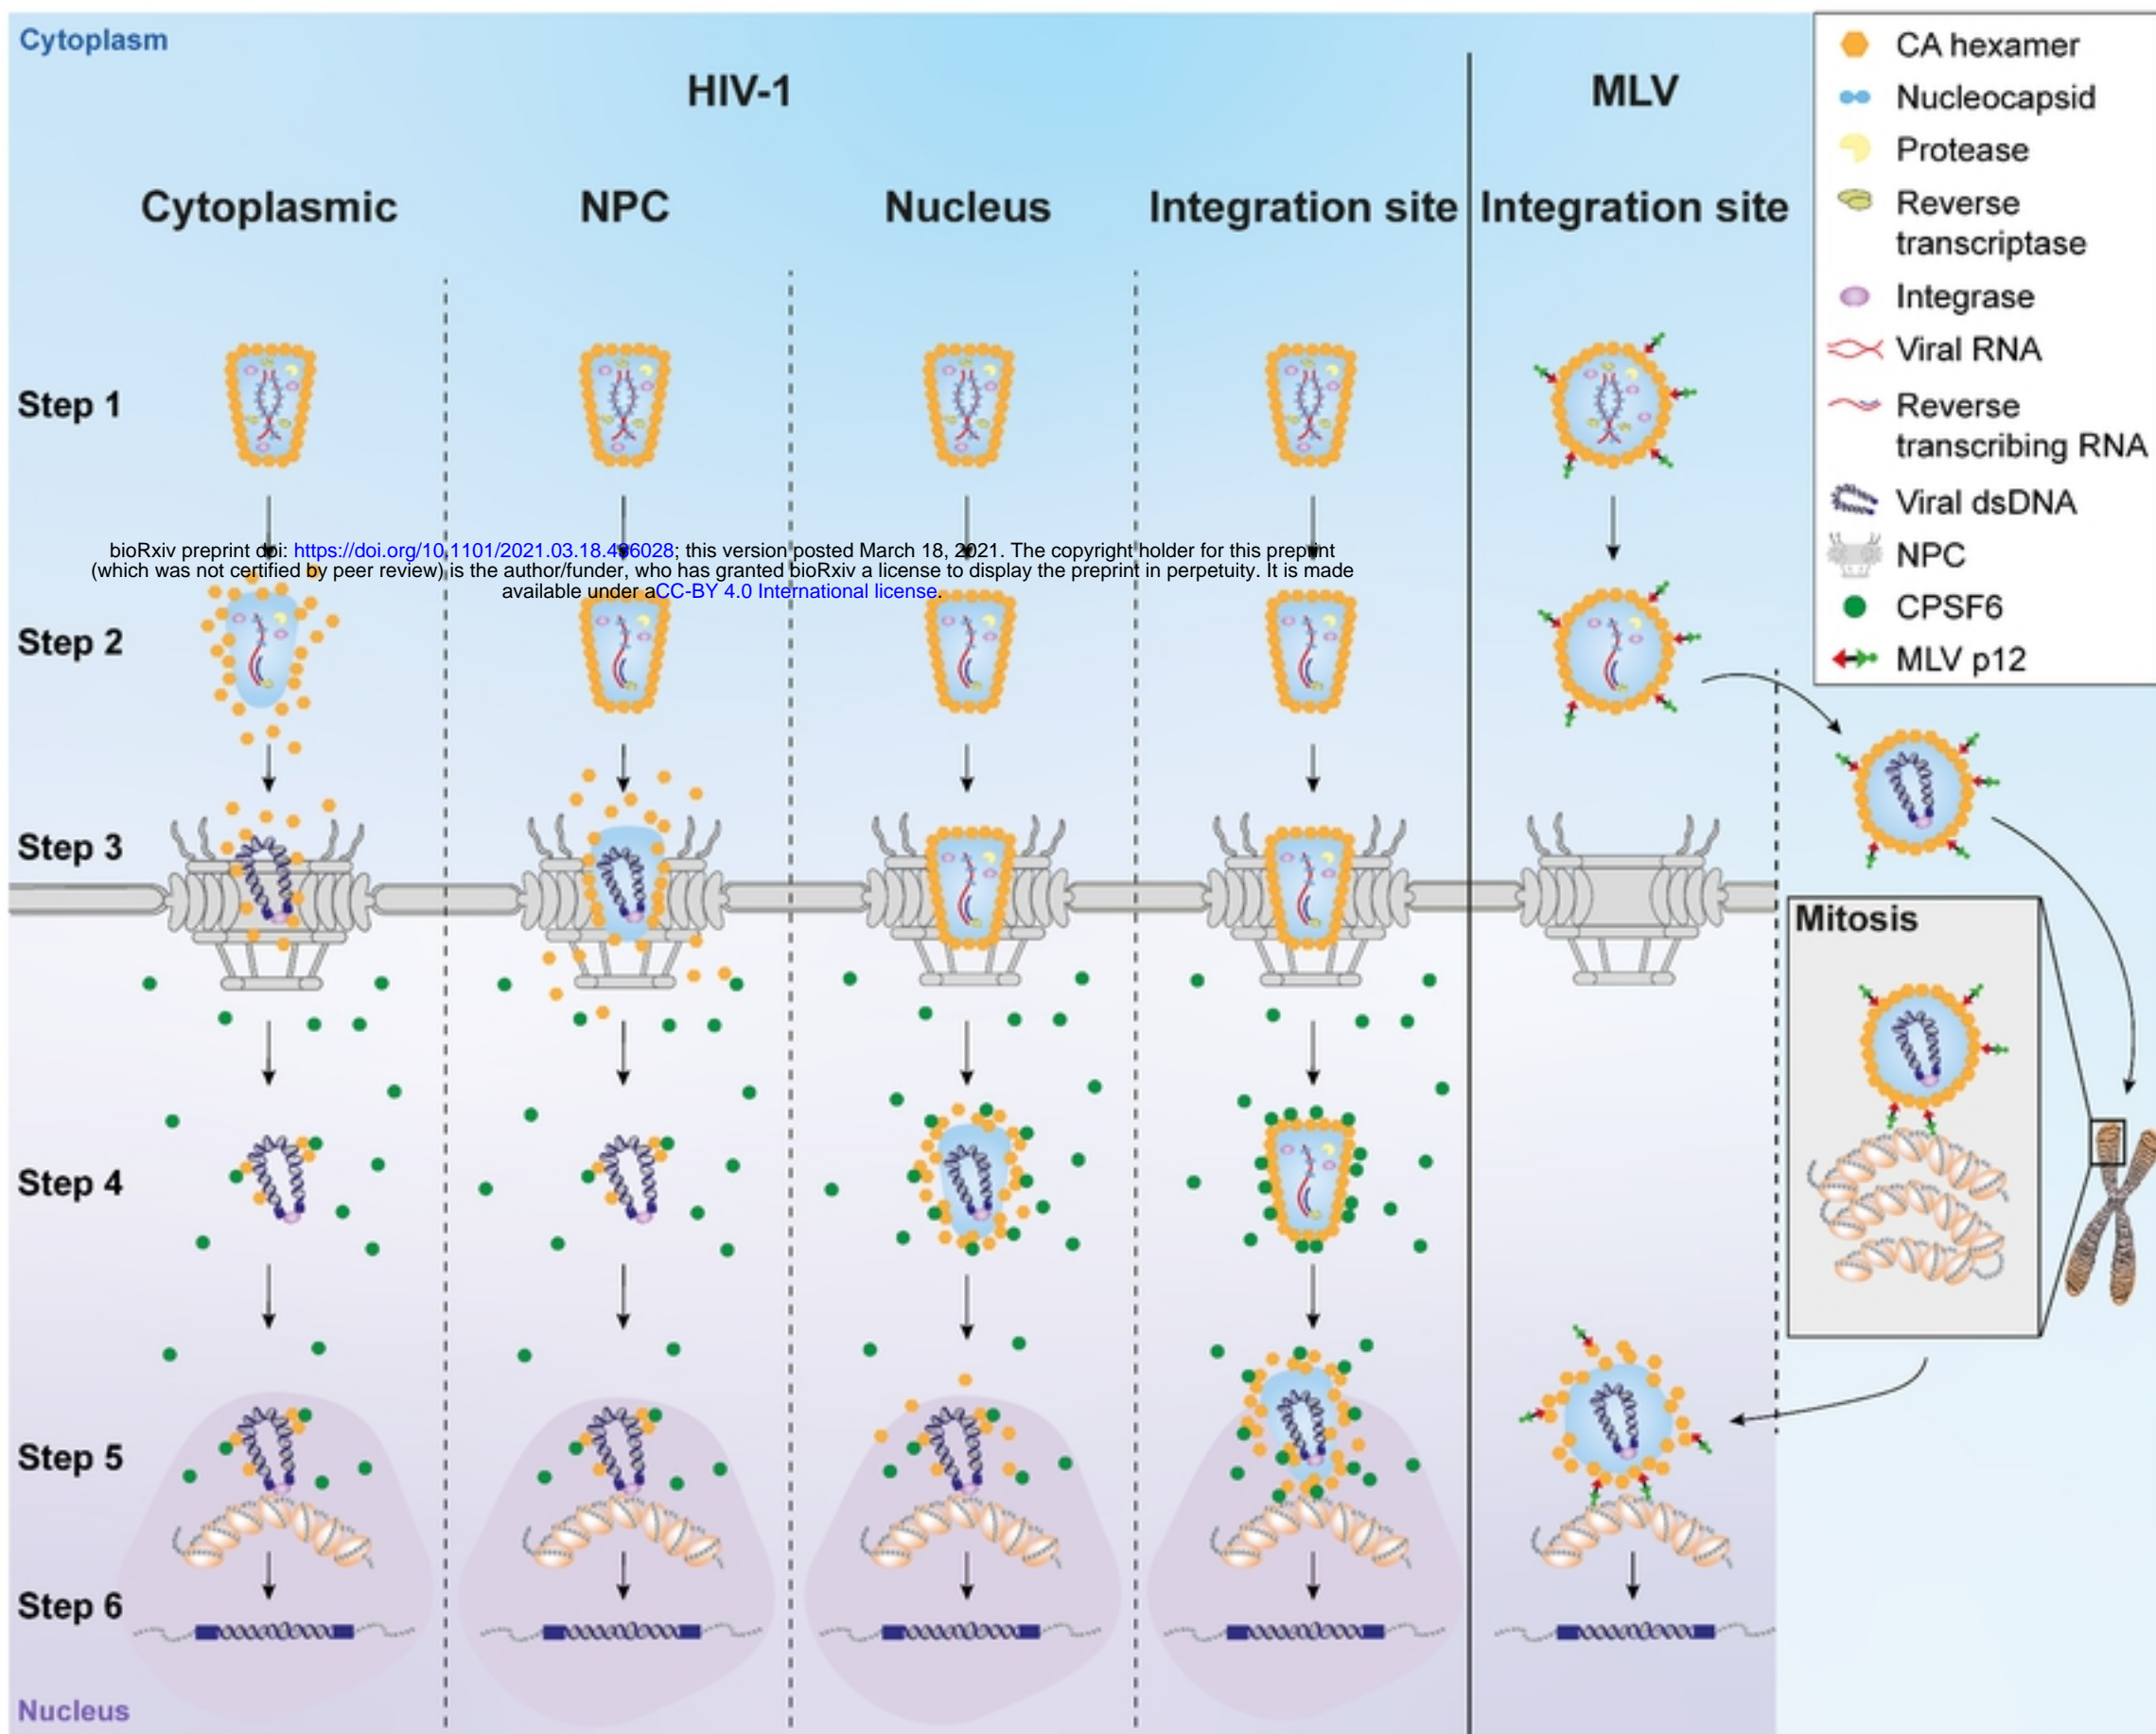 Cytoplasm
HIV-1
MLV
Cytoplasmic
NPC
Nucleus
Integration site
Integration site
CA hexamer
Nucleocapsid
Protease
Reverse
transcriptase
Integrase
Viral RNA
Reverse
transcribing RNA
Viral dsDNA
NPC
CPSF6
MLV p12
Step 1
bioRxiv preprint doi: https://doi.org/10.1101/2021.03.18.436028; this version posted March 18, 2021. The copyright holder for this preprint
(which was not certified by peer review) is the author/funder, who has granted bioRxiv a license to display the preprint in perpetuity. It is made
available under aCC-BY 4.0 International license.
Step 2
Step 3
Mitosis
Step 4
Step 5
Step 6
Nucleus